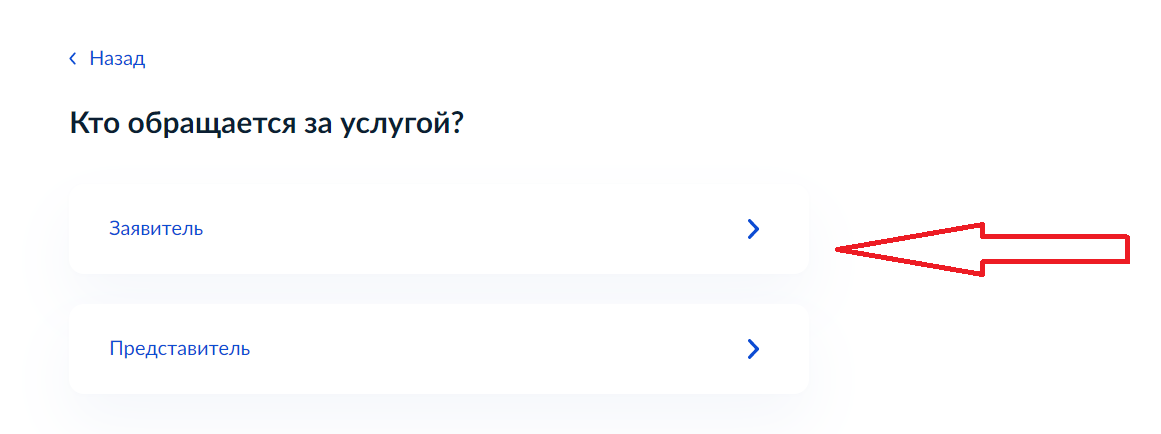 Назад
Кто обращается за услугой?
Заявитель
Представитель